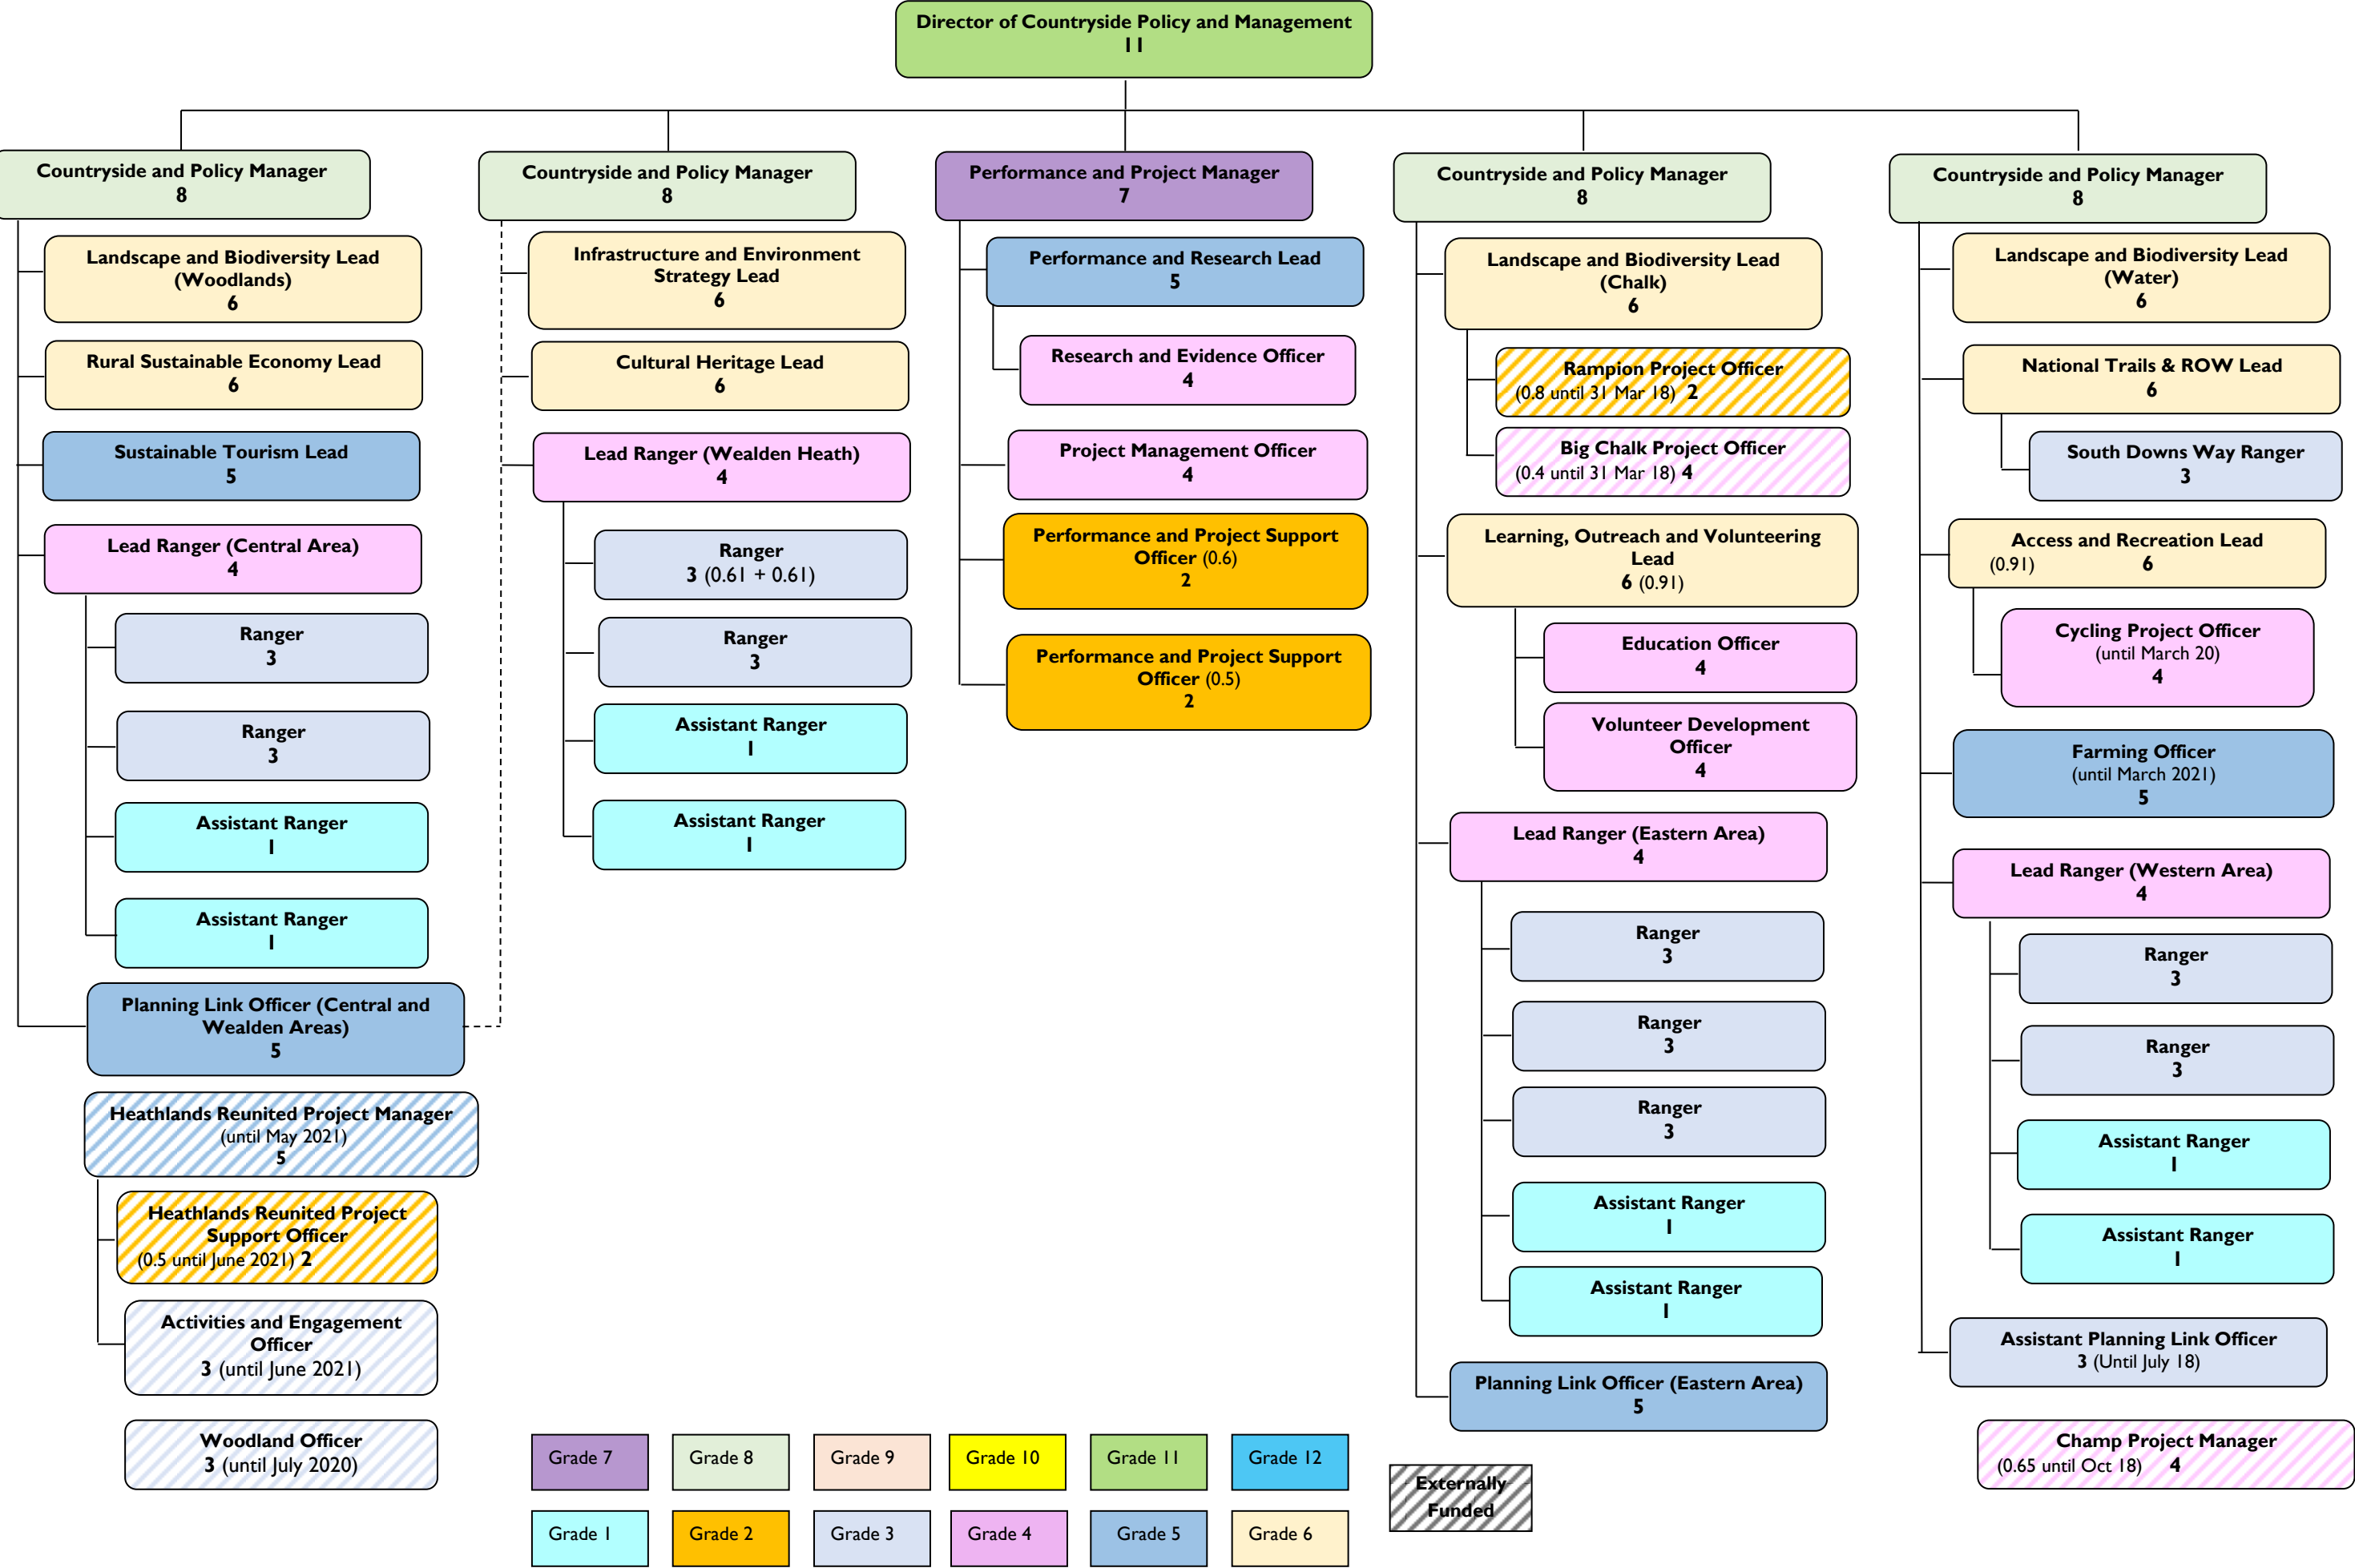 Director of Countryside Policy and Management
11
Countryside and Policy Manager
8
Landscape and Biodiversity Lead
(Woodlands)
6
Rural Sustainable Economy Lead
6
Sustainable Tourism Lead
5
Lead Ranger (Central Area)
4
Ranger
3
Ranger
3
Assistant Ranger
1
Assistant Ranger
1
Planning Link Officer (Central and
Wealden Areas)
5
Heathlands Reunited Project Manager
(until May 2021)
5
Heathlands Reunited Project
Support Officer
(0.5 until June 2021) 2
Activities and Engagement
Officer
3 (until June 2021)
Woodland Officer
3 (until July 2020)
Countryside and Policy Manager
8
Infrastructure and Environment
Strategy Lead
6
Cultural Heritage Lead
6
Lead Ranger (Wealden Heath)
4
Ranger
3 (0.61 + 0.61)
Ranger
3
Assistant Ranger
1
Assistant Ranger
1
Performance and Project Manager
7
Performance and Research Lead
5
Research and Evidence Officer
4
Project Management Officer
4
Performance and Project Support
Officer (0.6)
2
Performance and Project Support
Officer (0.5)
2
Countryside and Policy Manager
8
Landscape and Biodiversity Lead
(Chalk)
6
Rampion Project Officer
(0.8 until 31 Mar 18) 2
Big Chalk Project Officer
(0.4 until 31 Mar 18) 4
Learning, Outreach and Volunteering
Lead
6 (0.91)
Education Officer
4
Volunteer Development
Officer
4
Lead Ranger (Eastern Area)
4
Ranger
3
Ranger
3
Ranger
3
Assistant Ranger
1
Assistant Ranger
1
Planning Link Officer (Eastern Area)
5
Countryside and Policy Manager
8
Landscape and Biodiversity Lead
(Water)
6
National Trails & ROW Lead
6
South Downs Way Ranger
3
Access and Recreation Lead
(0.91) 6
Cycling Project Officer
(until March 20)
4
Farming Officer
(until March 2021)
5
Lead Ranger (Western Area)
4
Ranger
3
Ranger
3
Assistant Ranger
1
Assistant Ranger
1
Assistant Planning Link Officer
3 (Until July 18)
Champ Project Manager
(0.65 until Oct 18) 4
Grade 7
Grade 8
Grade 9
Grade 10
Grade 11
Grade 12
Grade 1
Grade 2
Grade 3
Grade 4
Grade 5
Grade 6
Externally
Funded